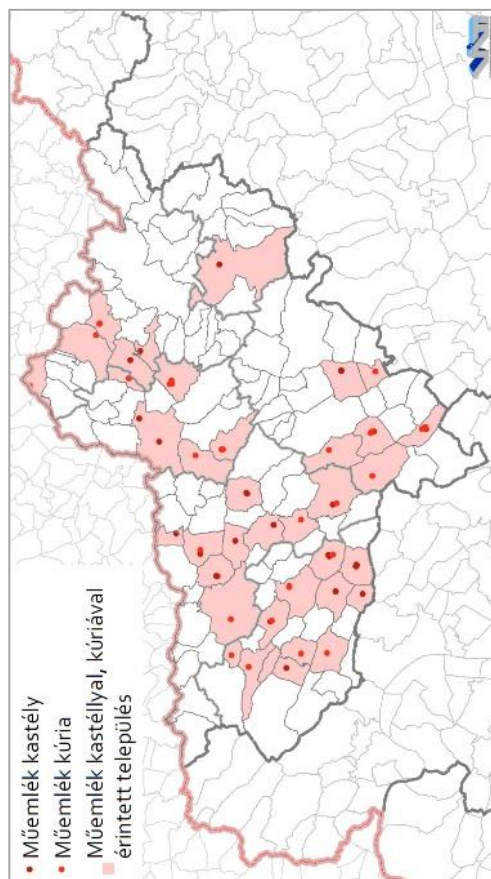 Műemlék kastély
Műemlék kúria
Műemlék kastéllyal, kúriával
érintett település